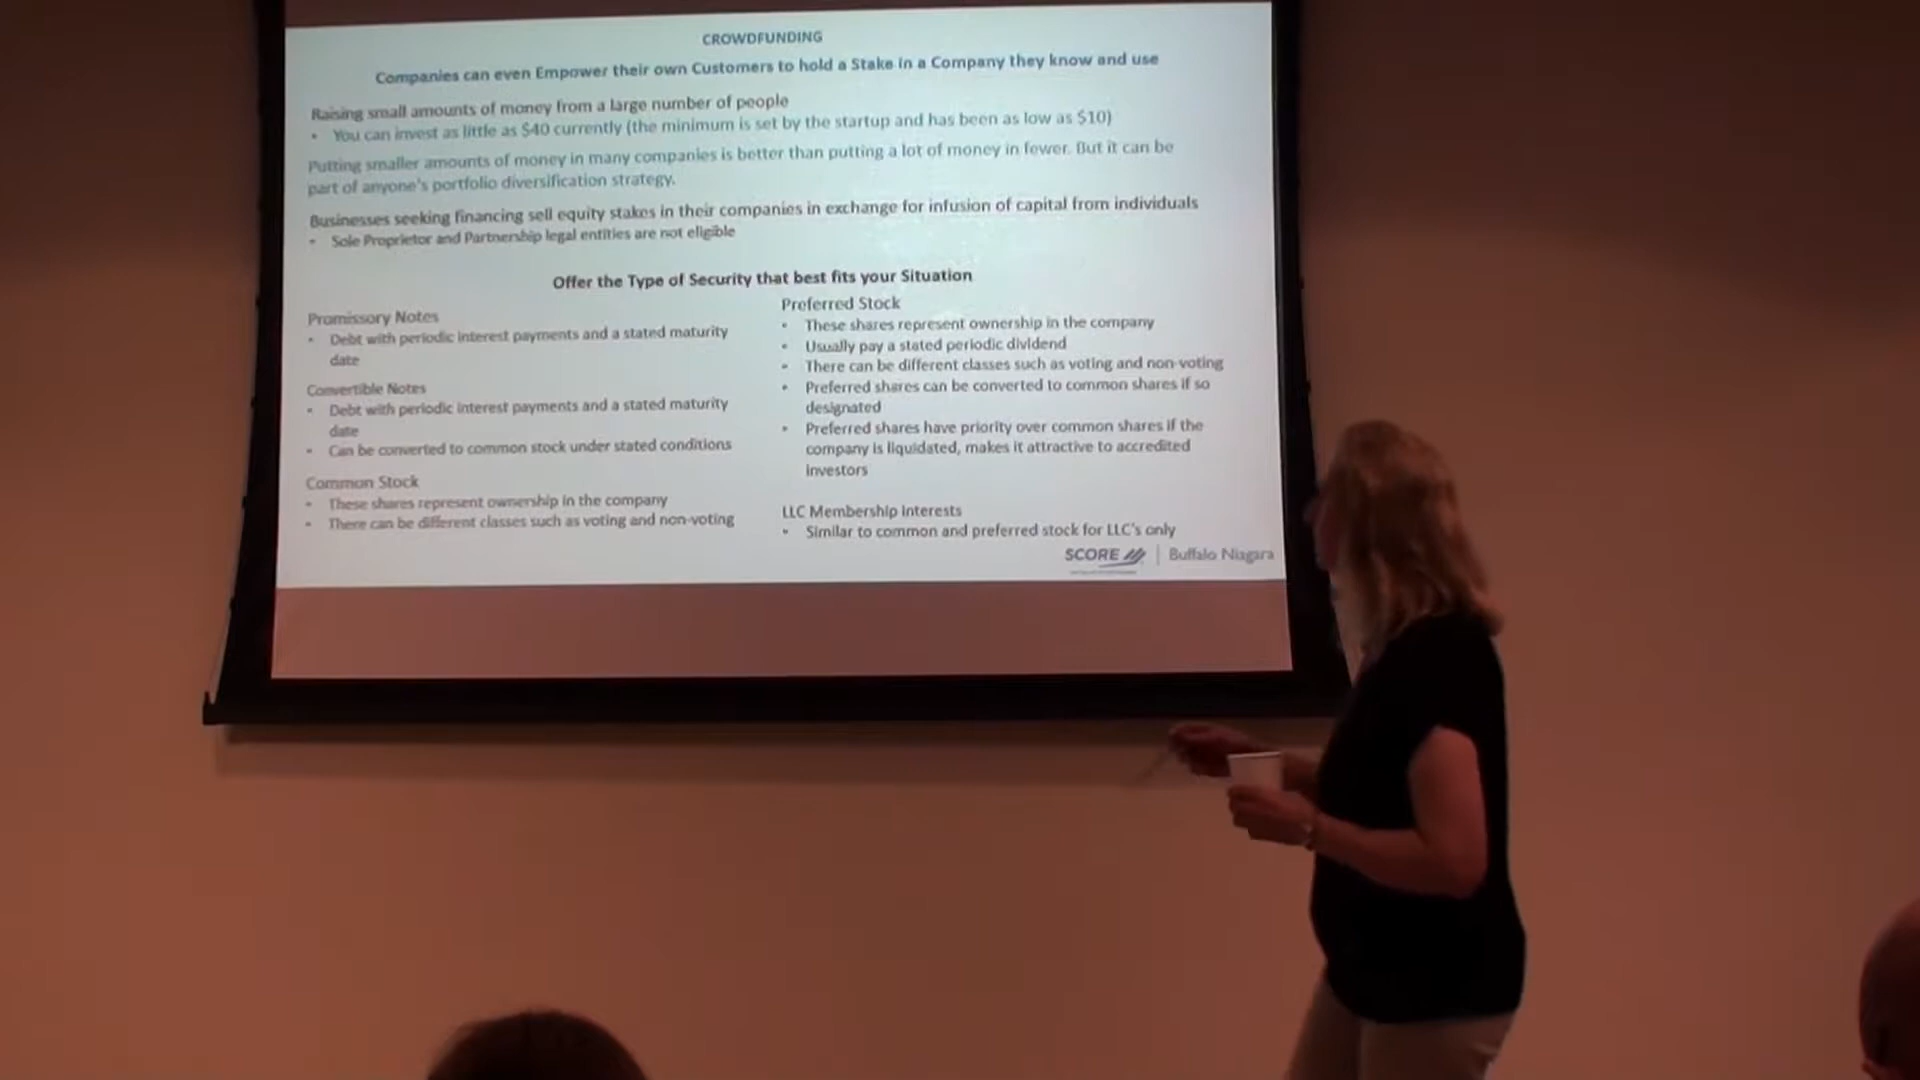 CROWDFUNDING
Companies can even Empower their own Customers to hold a Stake in a Company they know and use
Raising small amounts of money from a large number of people
• You can invest as little as $40 currently (the minimum is set by the startup and has been as low as $10)
Putting smaller amounts of money in many companies is better than putting a lot of money in fewer. But it can be
part of anyone's portfolio diversification strategy.
Businesses seeking financing sell equity stakes in their companies in exchange for infusion of capital from individuals
• Sole Proprietor and Partnership legal entities are not eligible
Offer the Type of Security that best fits your Situation
Promissory Notes
• Debt with periodic interest payments and a stated maturity
date
Convertible Notes
• Debt with periodic interest payments and a stated maturity
date
• Can be converted to common stock under stated conditions
Common Stock
• These shares represent ownership in the company
• There can be different classes such as voting and non-voting
Preferred Stock
• These shares represent ownership in the company
• Usually pay a stated periodic dividend
• There can be different classes such as voting and non-voting
• Preferred shares can be converted to common shares if so
designated
• Preferred shares have priority over common shares if the
company is liquidated, makes it attractive to accredited
investors
LLC Membership Interests
• Similar to common and preferred stock for LLC's only
SCORE | Buffalo Niagara